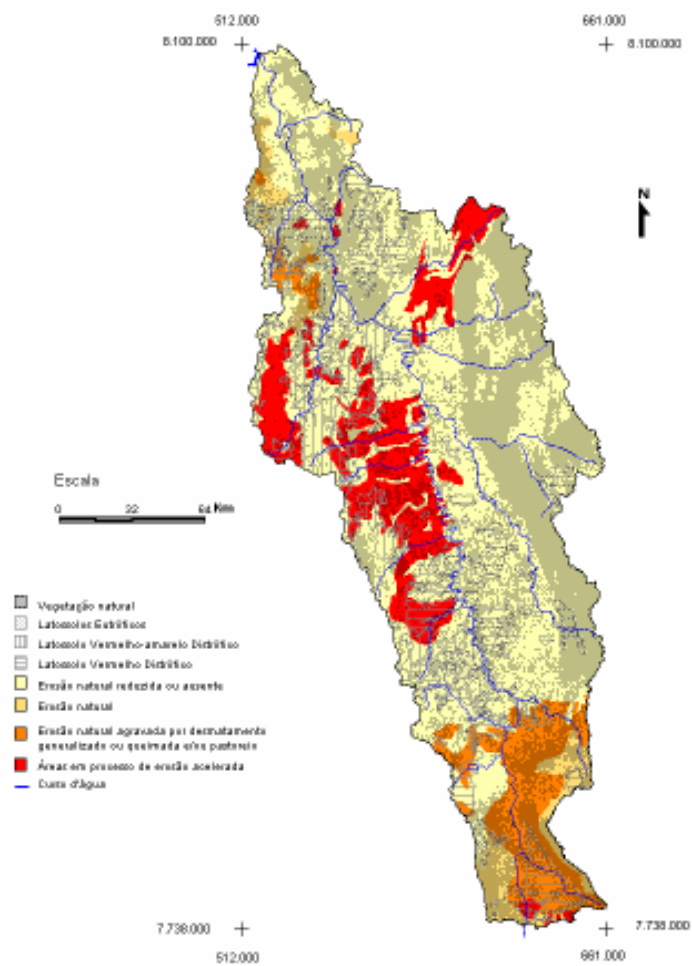 512.000 661.000
8.100.000 8.100.000
N
Escala
0 32 64 Km
Vegetação natural
Latossolos Eutróficos
Latossolo Vermelho-amarelo Distrófico
Latossolo Vermelho Distrófico
Erosão natural reduzida ou ausente
Erosão natural
Erosão natural agravada por desmatamento
generalizado ou queimada e/ou pastoreio
Áreas em processo de erosão acelerada
Curso d'água
7.738.000 7.738.000
512.000 661.000